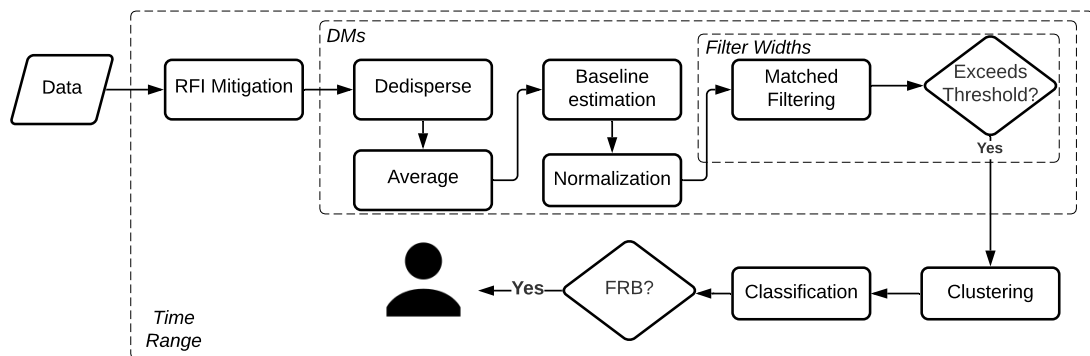 DMs
Filter Widths
Data
RFI Mitigation
Dedisperse
Baseline
estimation
Matched
Filtering
Exceeds
Threshold?
Average
Normalization
Yes
Yes
FRB?
Classification
Clustering
Time
Range